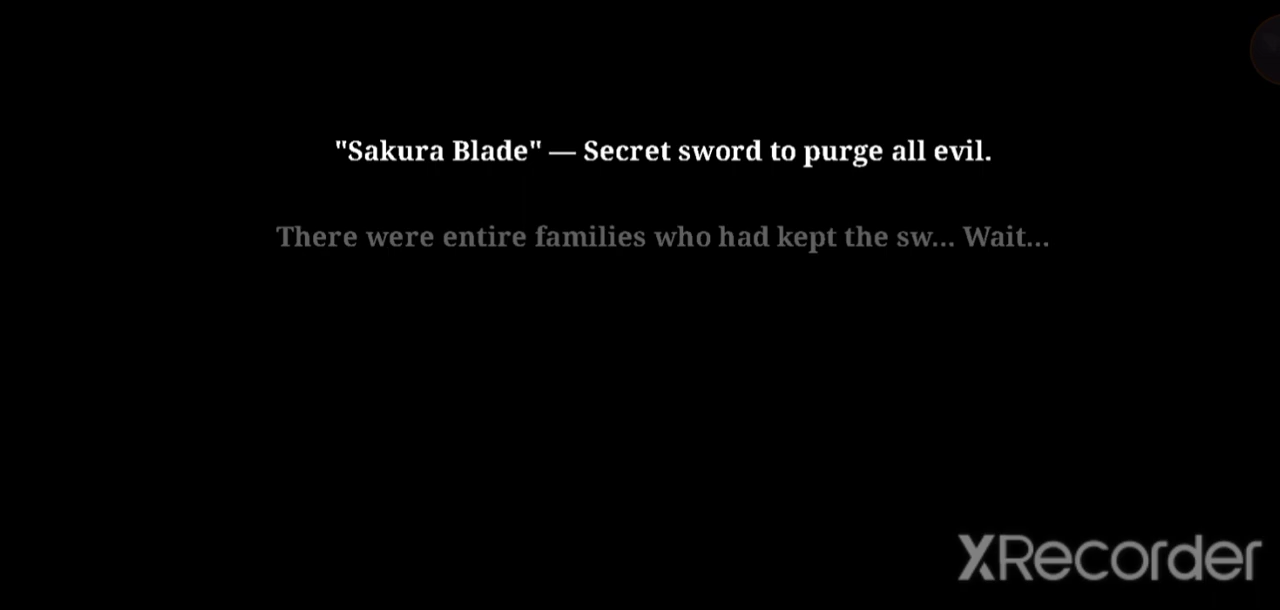 "Sakura Blade" — Secret sword to purge all evil.
There were entire families who had kept the sw... Wait...
XRecorder